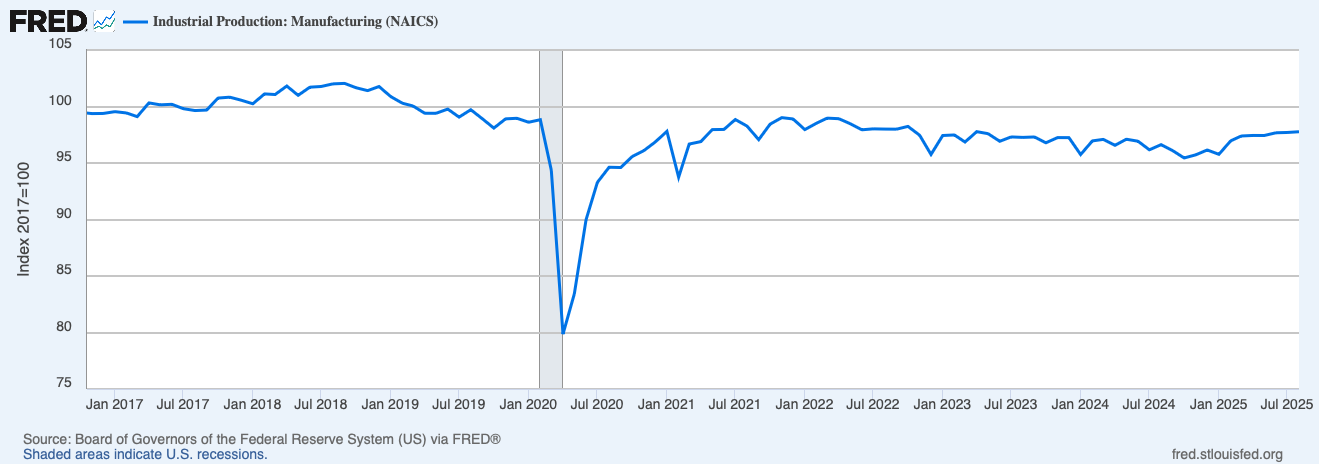 FRED Industrial Production: Manufacturing (NAICS)
105
100
95
90
85
80
75
Index 2017=100
Jan 2017 Jul 2017 Jan 2018 Jul 2018 Jan 2019 Jul 2019 Jan 2020 Jul 2020 Jan 2021 Jul 2021 Jan 2022 Jul 2022 Jan 2023 Jul 2023 Jan 2024 Jul 2024 Jan 2025 Jul 2025
Source: Board of Governors of the Federal Reserve System (US) via FRED®
Shaded areas indicate U.S. recessions.
fred.stlouisfed.org